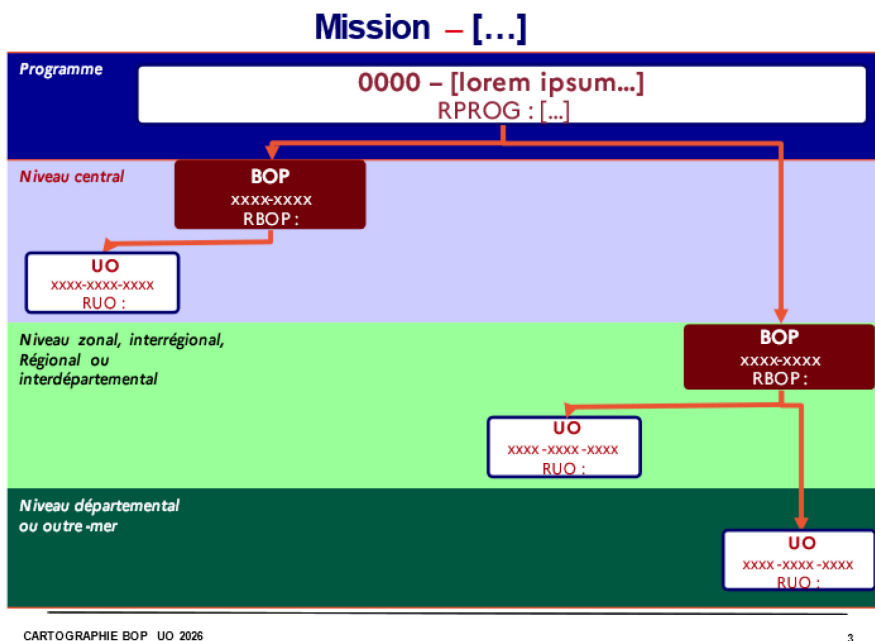 Mission – [...]
Programme
0000 – [lorem ipsum...]
RPROG : [...]
Niveau central
BOP
xxxx-xxxx
RBOP :
UO
xxxx-xxxx-xxxx
RUO :
Niveau zonal, interrégional,
Régional ou
interdépartemental
BOP
xxxx-xxxx
RBOP :
UO
xxxx -xxxx -xxxx
RUO :
Niveau départemental
ou outre -mer
UO
xxxx -xxxx -xxxx
RUO :
CARTOGRAPHIE BOP UO 2026
3